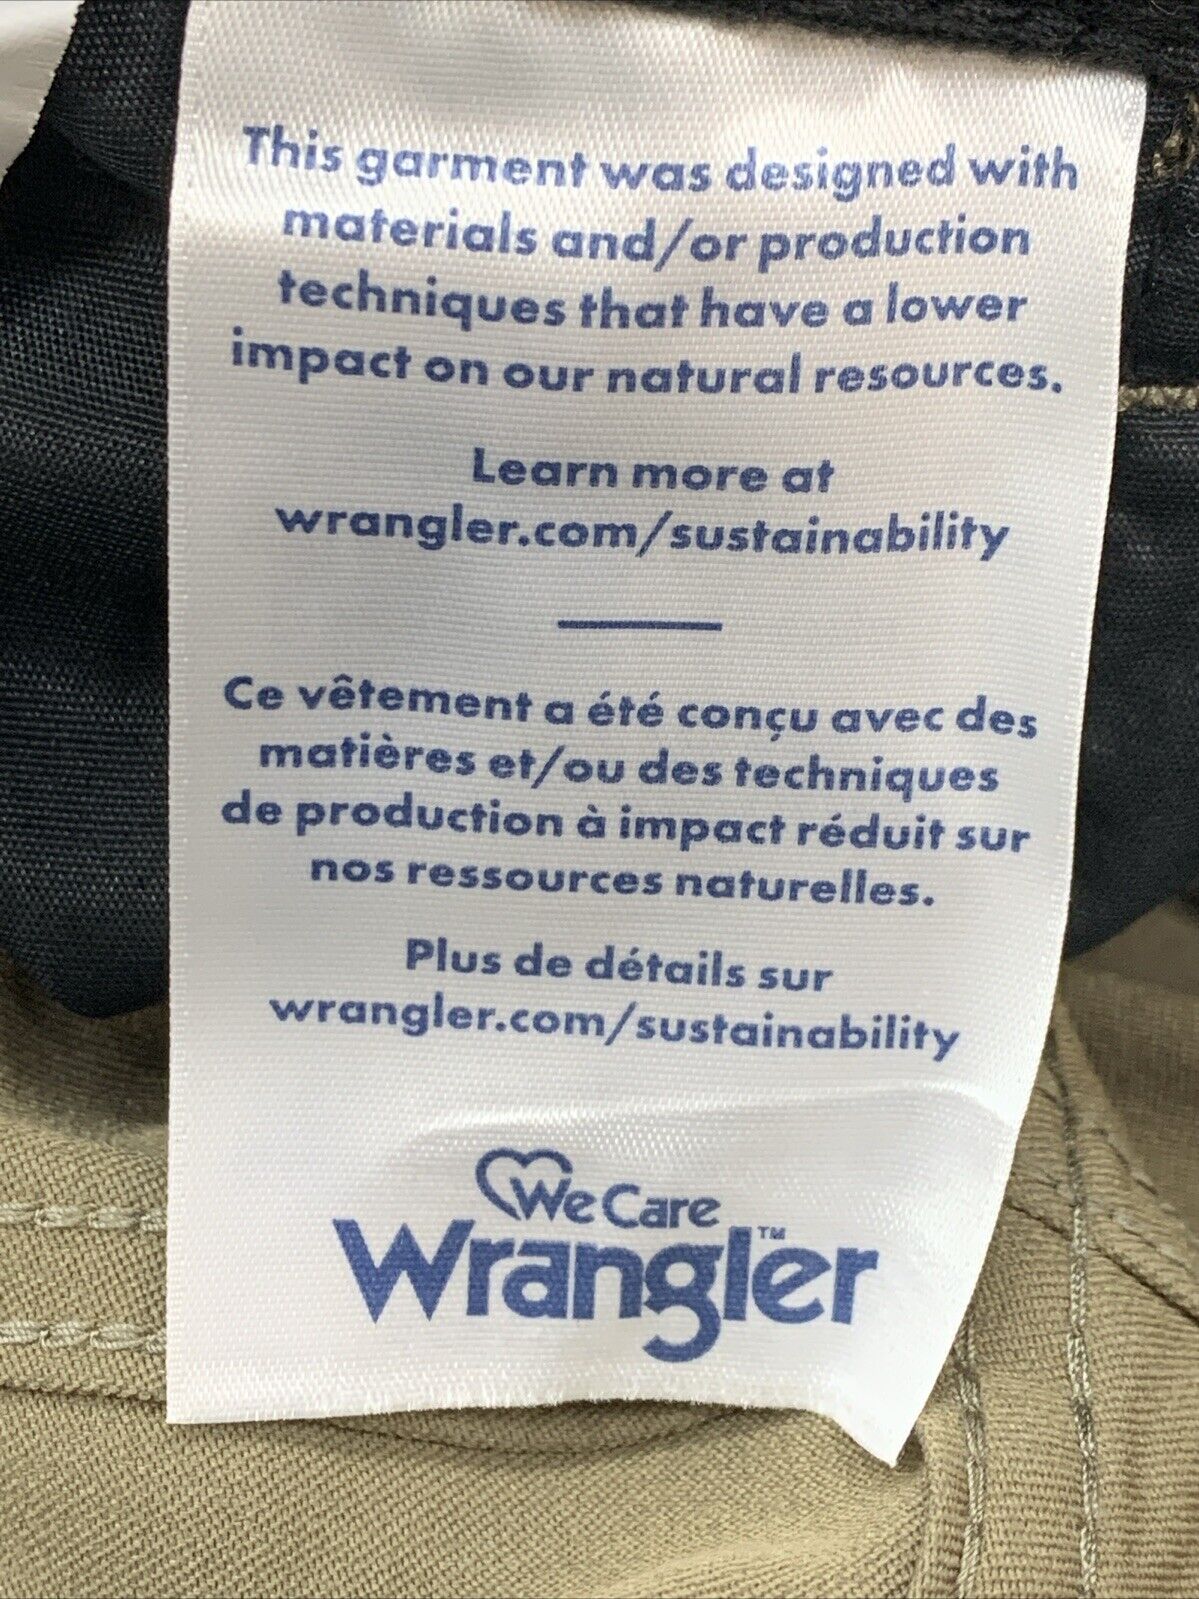 This garment was designed with
materials and/or production
techniques that have a lower
impact on our natural resources.
Learn more at
wrangler.com/sustainability
Ce vêtement a été conçu avec des
matières et/ou des techniques
de production à impact réduit sur
nos ressources naturelles.
Plus de détails sur
wrangler.com/sustainability
We Care
Wrangler™